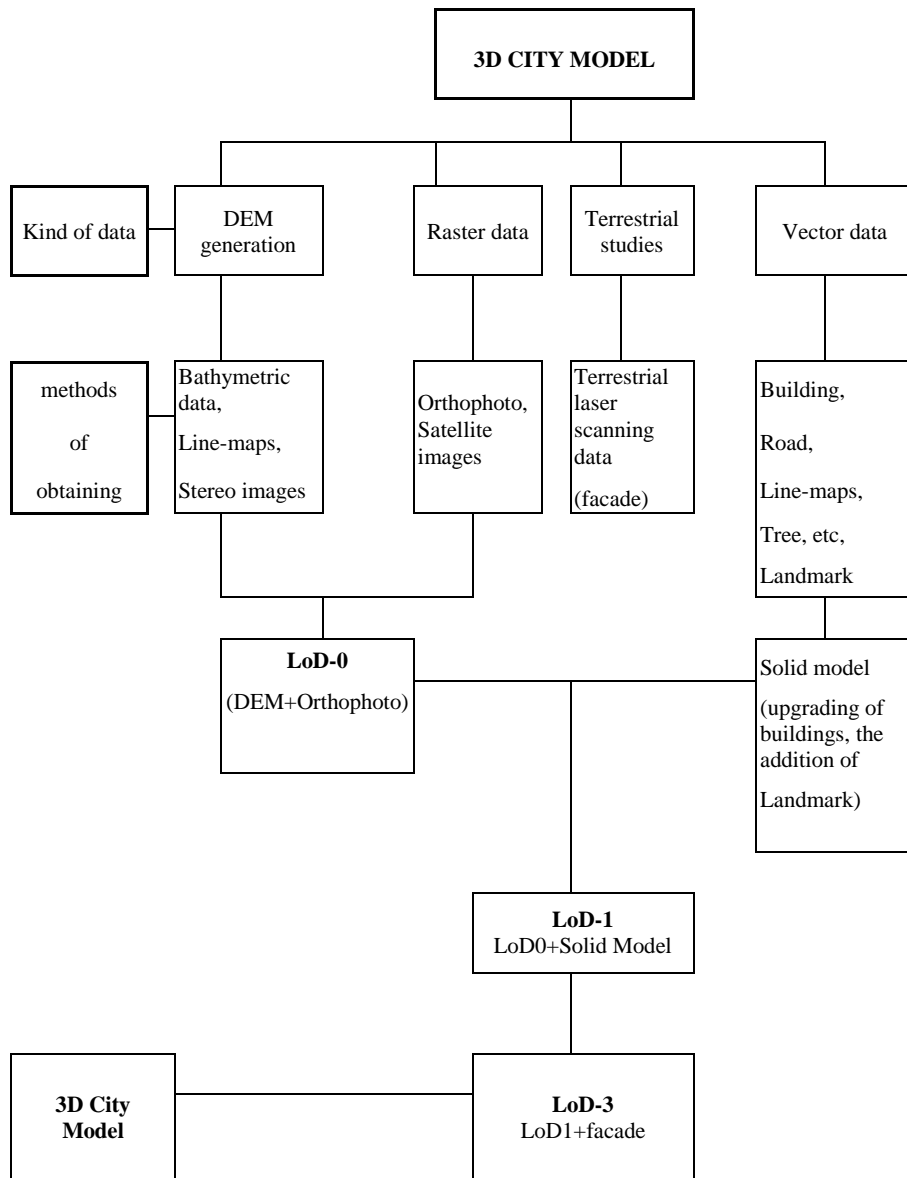 3D CITY MODEL
Kind of data
DEM
generation
Raster data
Terrestrial
studies
Vector data
methods
of
obtaining
Bathymetric
data,
Line-maps,
Stereo images
Orthophoto,
Satellite
images
Terrestrial
laser
scanning
data
(facade)
Building,
Road,
Line-maps,
Tree, etc,
Landmark
LoD-0
(DEM+Orthophoto)
Solid model
(upgrading of
buildings, the
addition of
Landmark)
LoD-1
LoD0+Solid Model
3D City
Model
LoD-3
LoD1+facade